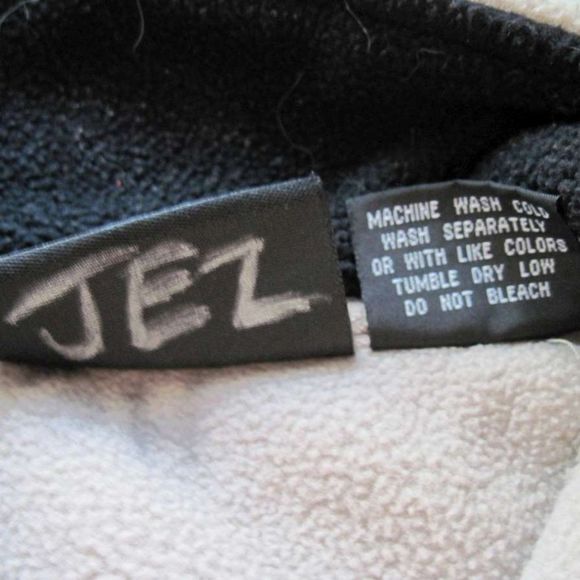 JEZ
MACHINE WASH COLD
WASH SEPARATELY
OR WITH LIKE COLORS
TUMBLE DRY LOW
DO NOT BLEACH